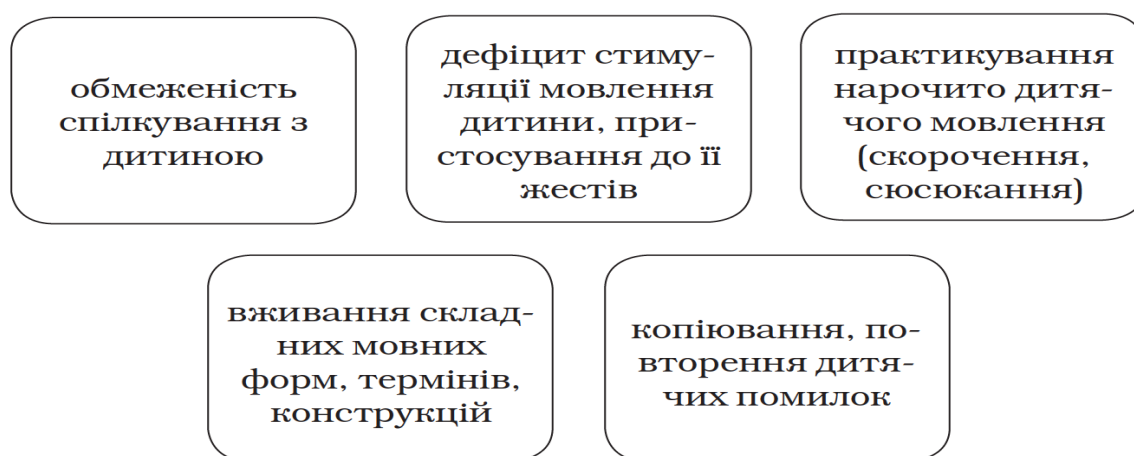 обмеженість
спілкування з
дитиною
дефіцит стиму-
ляції мовлення
дитини, при-
стосування до її
жестів
практикування
нарочито дитя-
чого мовлення
(скорочення,
сюсюкання)
вживання склад-
них мовних
форм, термінів,
конструкцій
копіювання, по-
вторення дитя-
чих помилок